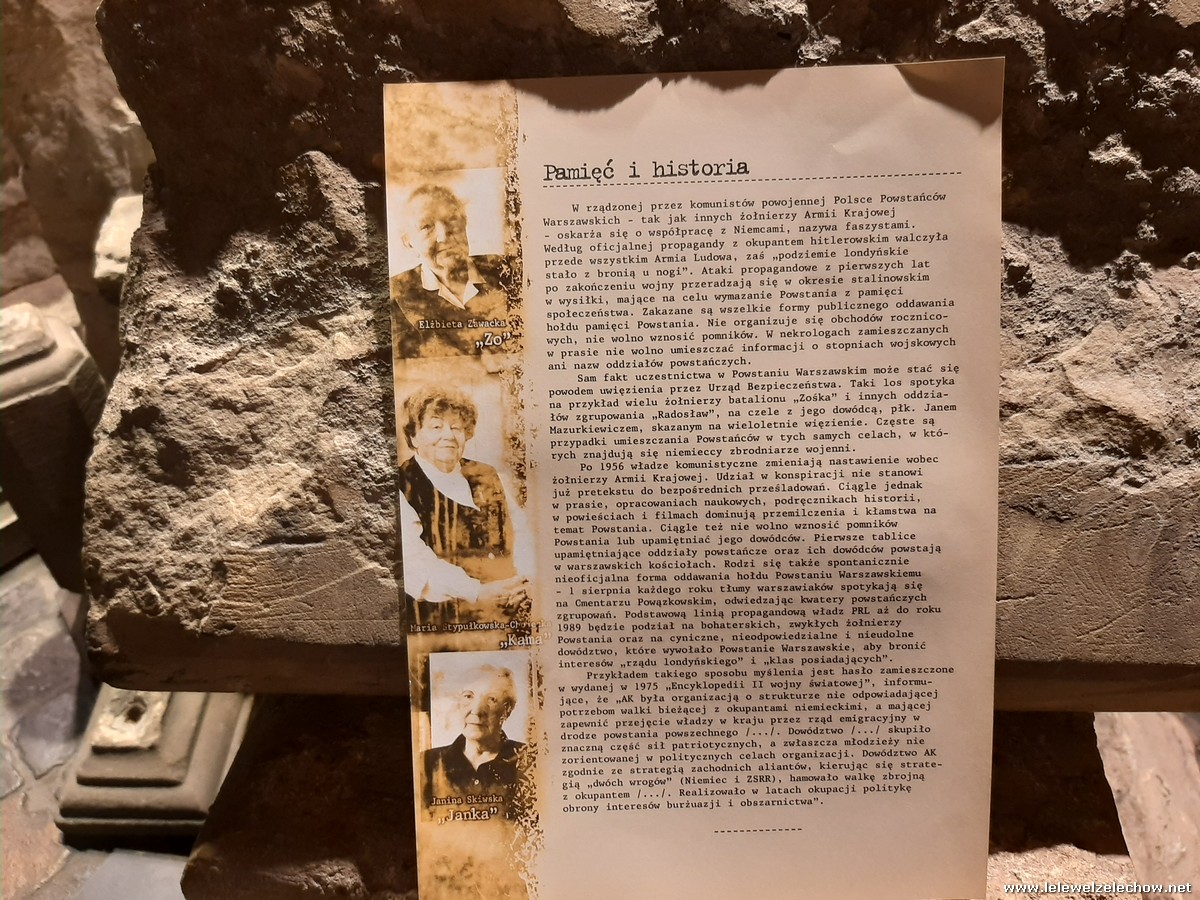 Pamięć i historia
W rządzonej przez komunistów powojennej Polsce Powstańców
Warszawskich - tak jak innych żołnierzy Armii Krajowej
- oskarża się o współpracę z Niemcami, nazywa faszystami.
Według oficjalnej propagandy z okupantem hitlerowskim walczyła
przede wszystkim Armia Ludowa, zaś „podziemie londyńskie
stało z bronią u nogi”. Ataki propagandowe z pierwszych lat
po zakończeniu wojny przeradzają się w okresie stalinowskim
w wysiłki, mające na celu wymazanie Powstania z pamięci
społeczeństwa. Zakazane są wszelkie formy publicznego oddawania
hołdu pamięci Powstania. Nie organizuje się obchodów rocznico-
wych, nie wolno wznosić pomników. W nekrologach zamieszczanych
w prasie nie wolno umieszczać informacji o stopniach wojskowych
ani nazw oddziałów powstańczych.
Sam fakt uczestnictwa w Powstaniu Warszawskim może stać się
powodem uwięzienia przez Urząd Bezpieczeństwa. Taki los spotyka
na przykład wielu żołnierzy batalionu „Zośka” i innych oddzia-
łów zgrupowania „Radosław”, na czele z jego dowódcą, płk. Janem
Mazurkiewiczem, skazanym na wieloletnie więzienie. Częste są
przypadki umieszczania Powstańców w tych samych celach, w któ-
rych znajdują się niemieccy zbrodniarze wojenni.
Po 1956 władze komunistyczne zmieniają nastawienie wobec
żołnierzy Armii Krajowej. Udział w konspiracji nie stanowi
już pretekstu do bezpośrednich prześladowań. Ciągle jednak
w prasie, opracowaniach naukowych, podręcznikach historii,
w powieściach i filmach dominują przemilczenia i kłamstwa na
temat Powstania. Ciągle też nie wolno wznosić pomników
Powstania lub upamiętniać jego dowódców. Pierwsze tablice
upamiętniające oddziały powstańcze oraz ich dowódców powstają
w warszawskich kościołach. Rodzi się także spontanicznie
nieoficjalna forma oddawania hołdu Powstaniu Warszawskiemu
- 1 sierpnia każdego roku tłumy warszawiaków spotykają się
na Cmentarzu Powązkowskim, odwiedzając kwatery powstańczych
zgrupowań. Podstawową linią propagandową władz PRL aż do roku
1989 będzie podział na bohaterskich, zwykłych żołnierzy
Powstania oraz na cyniczne, nieodpowiedzialne i nieudolne
dowództwo, które wywołało Powstanie Warszawskie, aby bronić
interesów „rządu londyńskiego” i „klas posiadających”.
Przykładem takiego sposobu myślenia jest hasło zamieszczone
w wydanej w 1975 „Encyklopedii II wojny światowej”, informu-
jące, że „AK była organizacją o strukturze nie odpowiadającej
potrzebom walki bieżącej z okupantami niemieckimi, a mającej
zapewnić przejęcie władzy w kraju przez rząd emigracyjny w
drodze powstania powszechnego /.../. Dowództwo /.../ skupiło
znaczną część sił patriotycznych, a zwłaszcza młodzieży nie
zorientowanej w politycznych celach organizacji. Dowództwo AK
zgodnie ze strategią zachodnich aliantów, kierując się strate-
gią „dwóch wrogów” (Niemiec i ZSRR), hamowało walkę zbrojną
z okupantem /.../. Realizowało w latach okupacji politykę
obrony interesów burżuazji i obszarnictwa”.
Elżbieta Zawacka
„Zo”
Maria Stypułkowska-
„Kama”
Janina Skiwska
„Janka”
www.lelewelzelechow.net